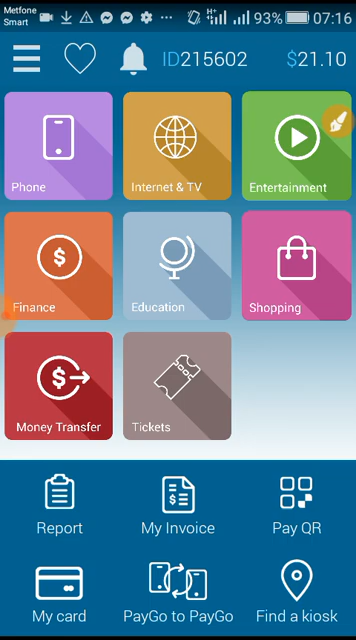 Metfone
Smart
H+
93%
07:16
ID215602
$21.10
Phone
Internet & TV
Entertainment
Finance
Education
Shopping
Money Transfer
Tickets
Report
My Invoice
Pay QR
My card
PayGo to PayGo
Find a kiosk